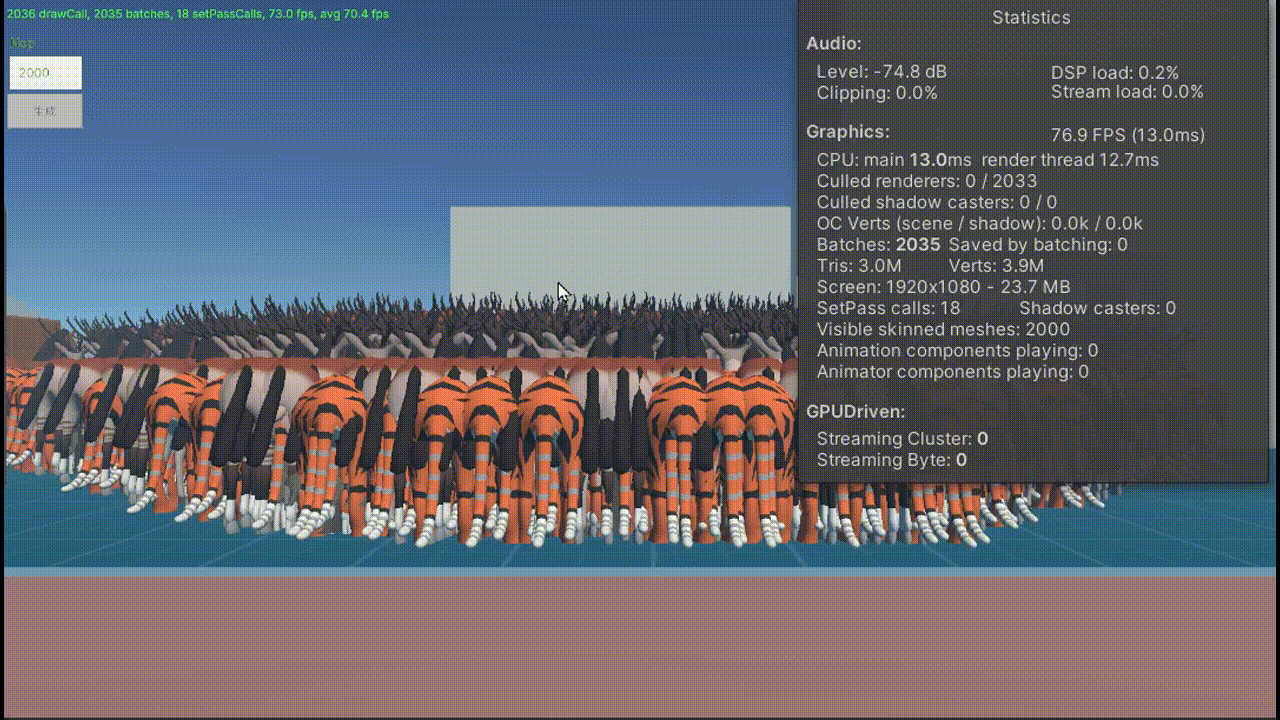 2036 drawCall, 2035 batches, 18 setPassCalls, 73.0 fps, avg 70.4 fps
2000
生成
Statistics
Audio:
Level: -74.8 dB DSP load: 0.2%
Clipping: 0.0% Stream load: 0.0%
Graphics: 76.9 FPS (13.0ms)
CPU: main 13.0ms render thread 12.7ms
Culled renderers: 0 / 2033
Culled shadow casters: 0 / 0
OC Verts (scene / shadow): 0.0k / 0.0k
Batches: 2035 Saved by batching: 0
Tris: 3.0M Verts: 3.9M
Screen: 1920x1080 - 23.7 MB
SetPass calls: 18 Shadow casters: 0
Visible skinned meshes: 2000
Animation components playing: 0
Animator components playing: 0
GPUDriven:
Streaming Cluster: 0
Streaming Byte: 0